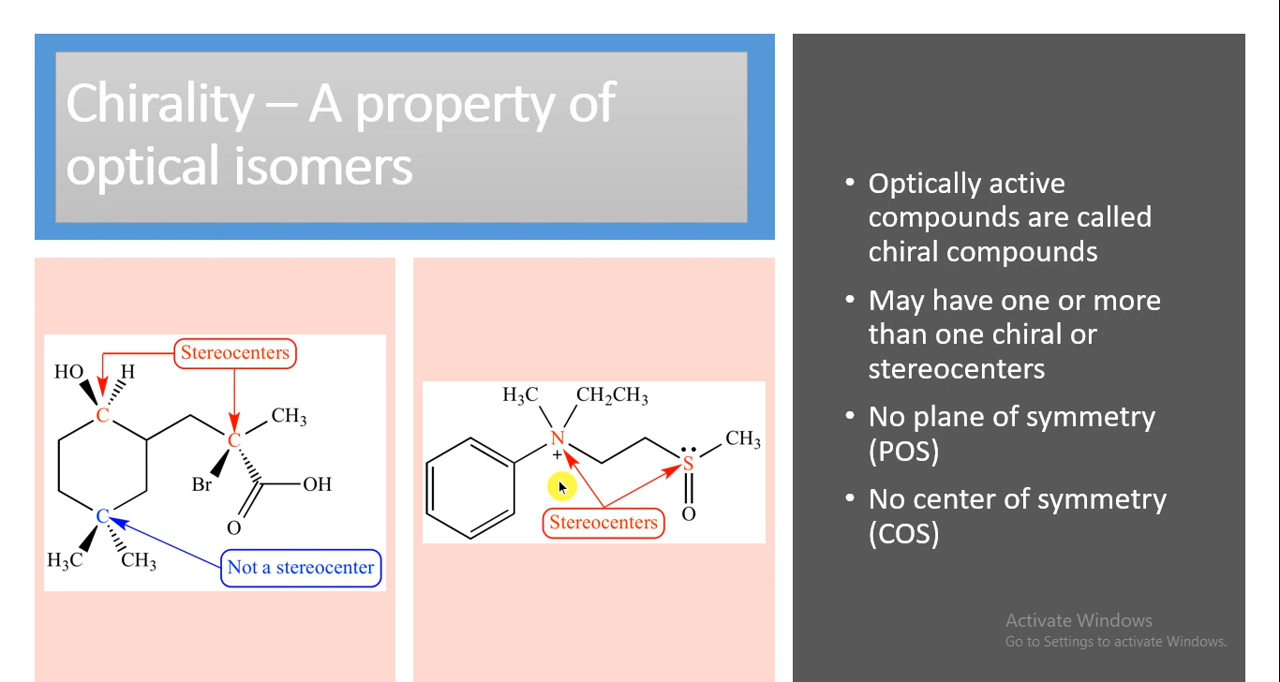 Chirality – A property of
optical isomers
Stereocenters
HO
H
C
C
CH₃
Br
OH
O
C
H₃C
CH₃
Not a stereocenter
H₃C
CH₂CH₃
N
+
S
CH₃
O
Stereocenters
• Optically active
compounds are called
chiral compounds
• May have one or more
than one chiral or
stereocenters
• No plane of symmetry
(POS)
• No center of symmetry
(COS)
Activate Windows
Go to Settings to activate Windows.